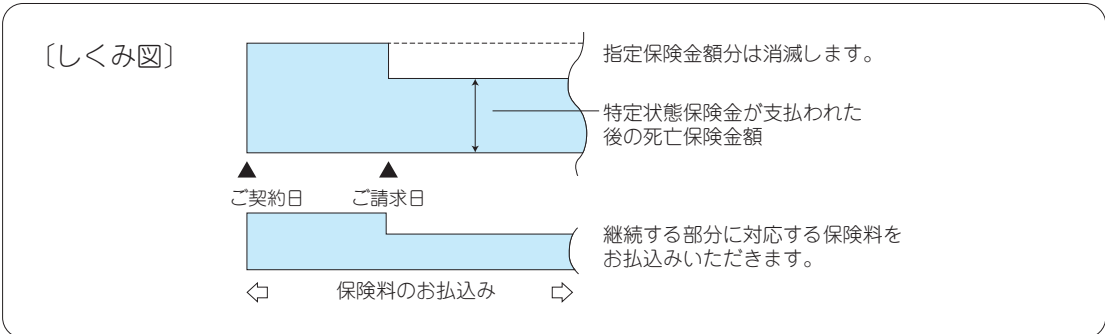 〔しくみ図〕
指定保険金額分は消滅します。
特定状態保険金が支払われた
後の死亡保険金額
▲ ▲
ご契約日 ご請求日
継続する部分に対応する保険料を
お払込みいただきます。
保険料のお払込み